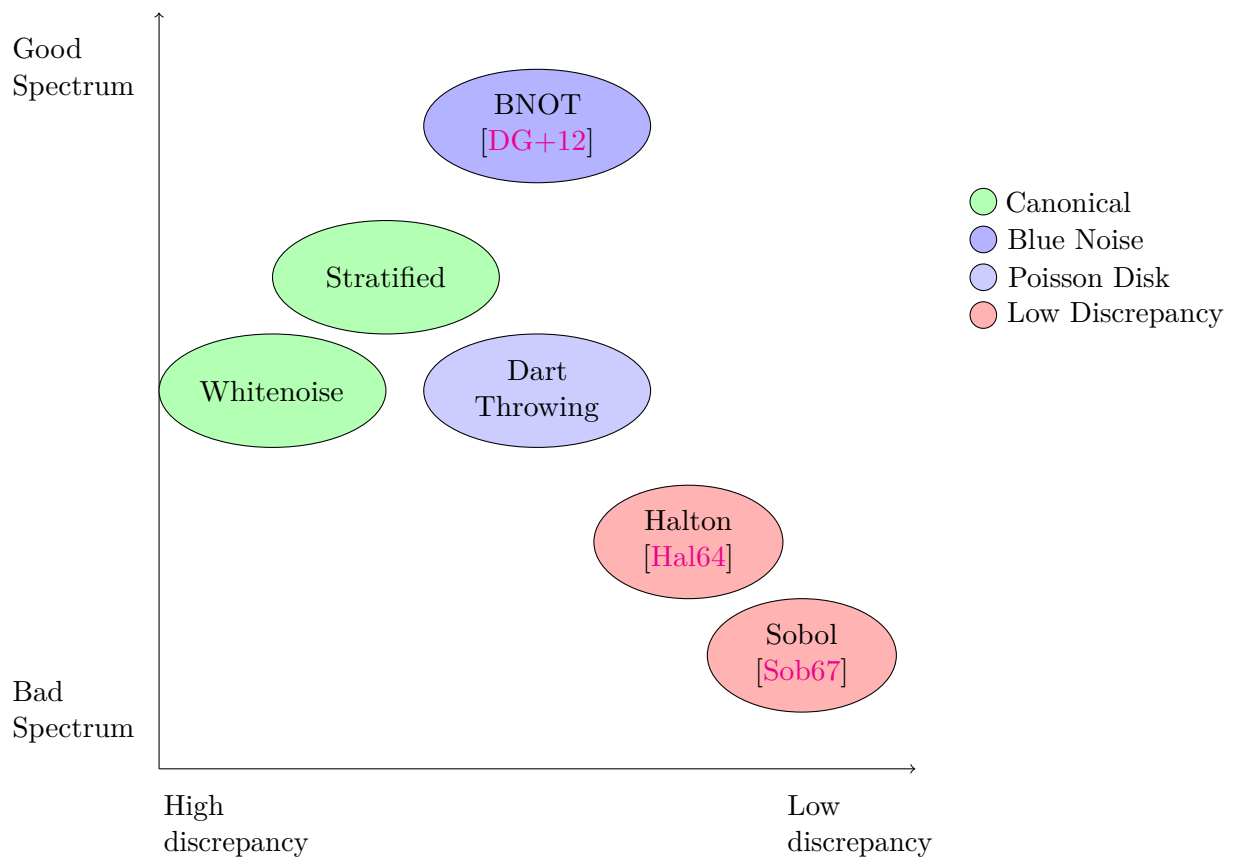 Good
Spectrum
BNOT
[DG+12]
Canonical
Blue Noise
Poisson Disk
Low Discrepancy
Stratified
Whitenoise
Dart
Throwing
Halton
[Hal64]
Sobol
[Sob67]
Bad
Spectrum
High
discrepancy
Low
discrepancy